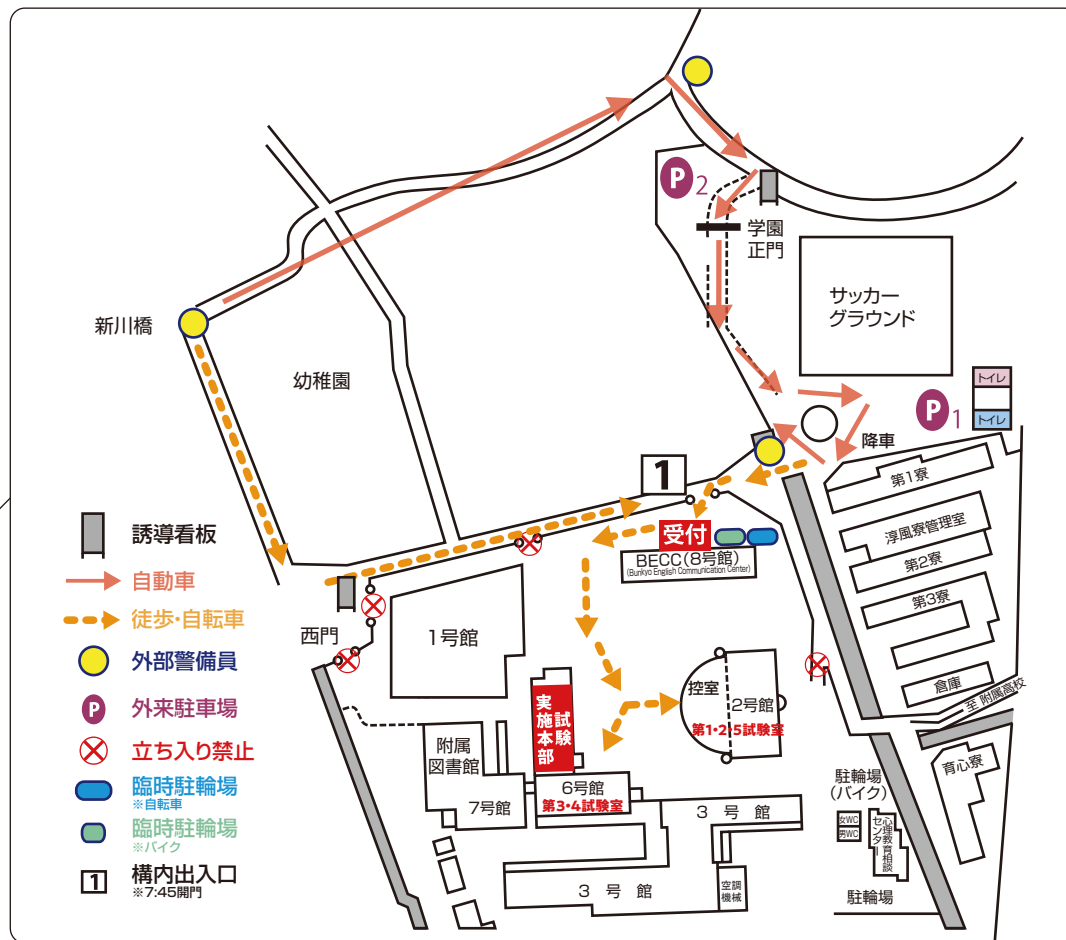 P2
学園
正門
サッカー
グラウンド
新川橋
幼稚園
トイレ
P1
トイレ
降車
1
第1寮
受付
淳風寮管理室
BECC(8号館)
(Bunkyo English Communication Center)
第2寮
第3寮
誘導看板
自動車
徒歩・自転車
西門
1号館
外部警備員
控室
倉庫
2号館
至 附属高校
P
外来駐車場
試験
実施本部
第1・2・5試験室
立ち入り禁止
附属
図書館
育心寮
臨時駐輪場
※自転車
6号館
駐輪場
(バイク)
7号館
第3・4試験室
3号館
臨時駐輪場
※バイク
女WC
男WC
心理教育相談
センター
1
構内出入口
※7:45開門
3号館
空調
機械
駐輪場